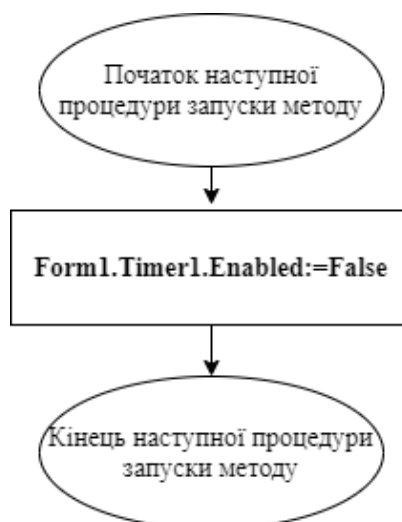 Початок наступної
процедури запуски методу
Form1.Timer1.Enabled:=False
Кінець наступної процедури
запуски методу